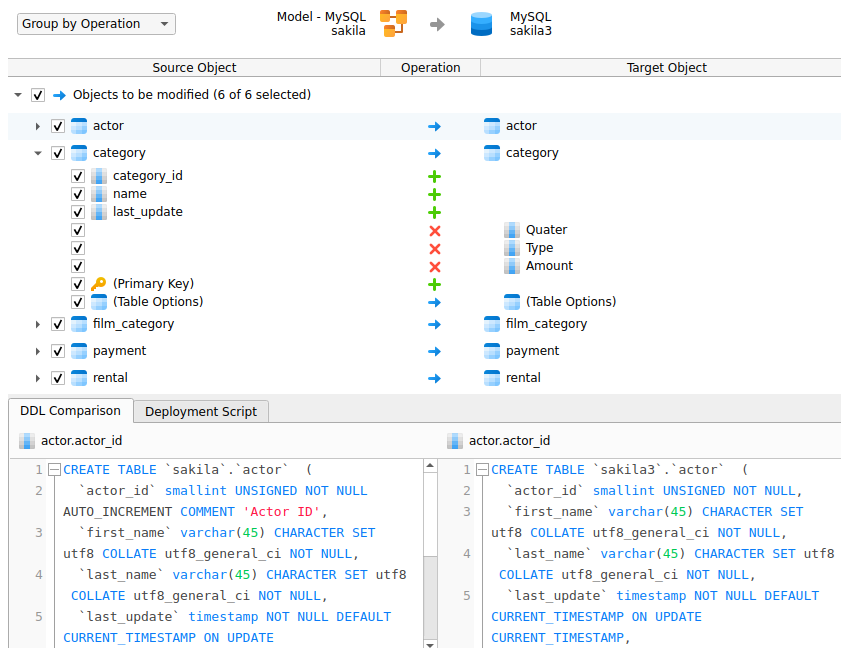 Group by Operation
Model - MySQL
sakila
MySQL
sakila3
Source Object Operation Target Object
Objects to be modified (6 of 6 selected)
actor actor
category category
category_id
name
last_update
Quater
Type
Amount
(Primary Key)
(Table Options) (Table Options)
film_category film_category
payment payment
rental rental
DDL Comparison Deployment Script
actor.actor_id
1 CREATE TABLE `sakila`.`actor` (
2 `actor_id` smallint UNSIGNED NOT NULL
AUTO_INCREMENT COMMENT 'Actor ID',
3 `first_name` varchar(45) CHARACTER SET
utf8 COLLATE utf8_general_ci NOT NULL,
4 `last_name` varchar(45) CHARACTER SET utf8
COLLATE utf8_general_ci NOT NULL,
5 `last_update` timestamp NOT NULL DEFAULT
CURRENT_TIMESTAMP ON UPDATE
actor.actor_id
1 CREATE TABLE `sakila3`.`actor` (
2 `actor_id` smallint UNSIGNED NOT NULL,
3 `first_name` varchar(45) CHARACTER SET
utf8 COLLATE utf8_general_ci NOT NULL,
4 `last_name` varchar(45) CHARACTER SET utf8
COLLATE utf8_general_ci NOT NULL,
5 `last_update` timestamp NOT NULL DEFAULT
CURRENT_TIMESTAMP ON UPDATE
CURRENT_TIMESTAMP,